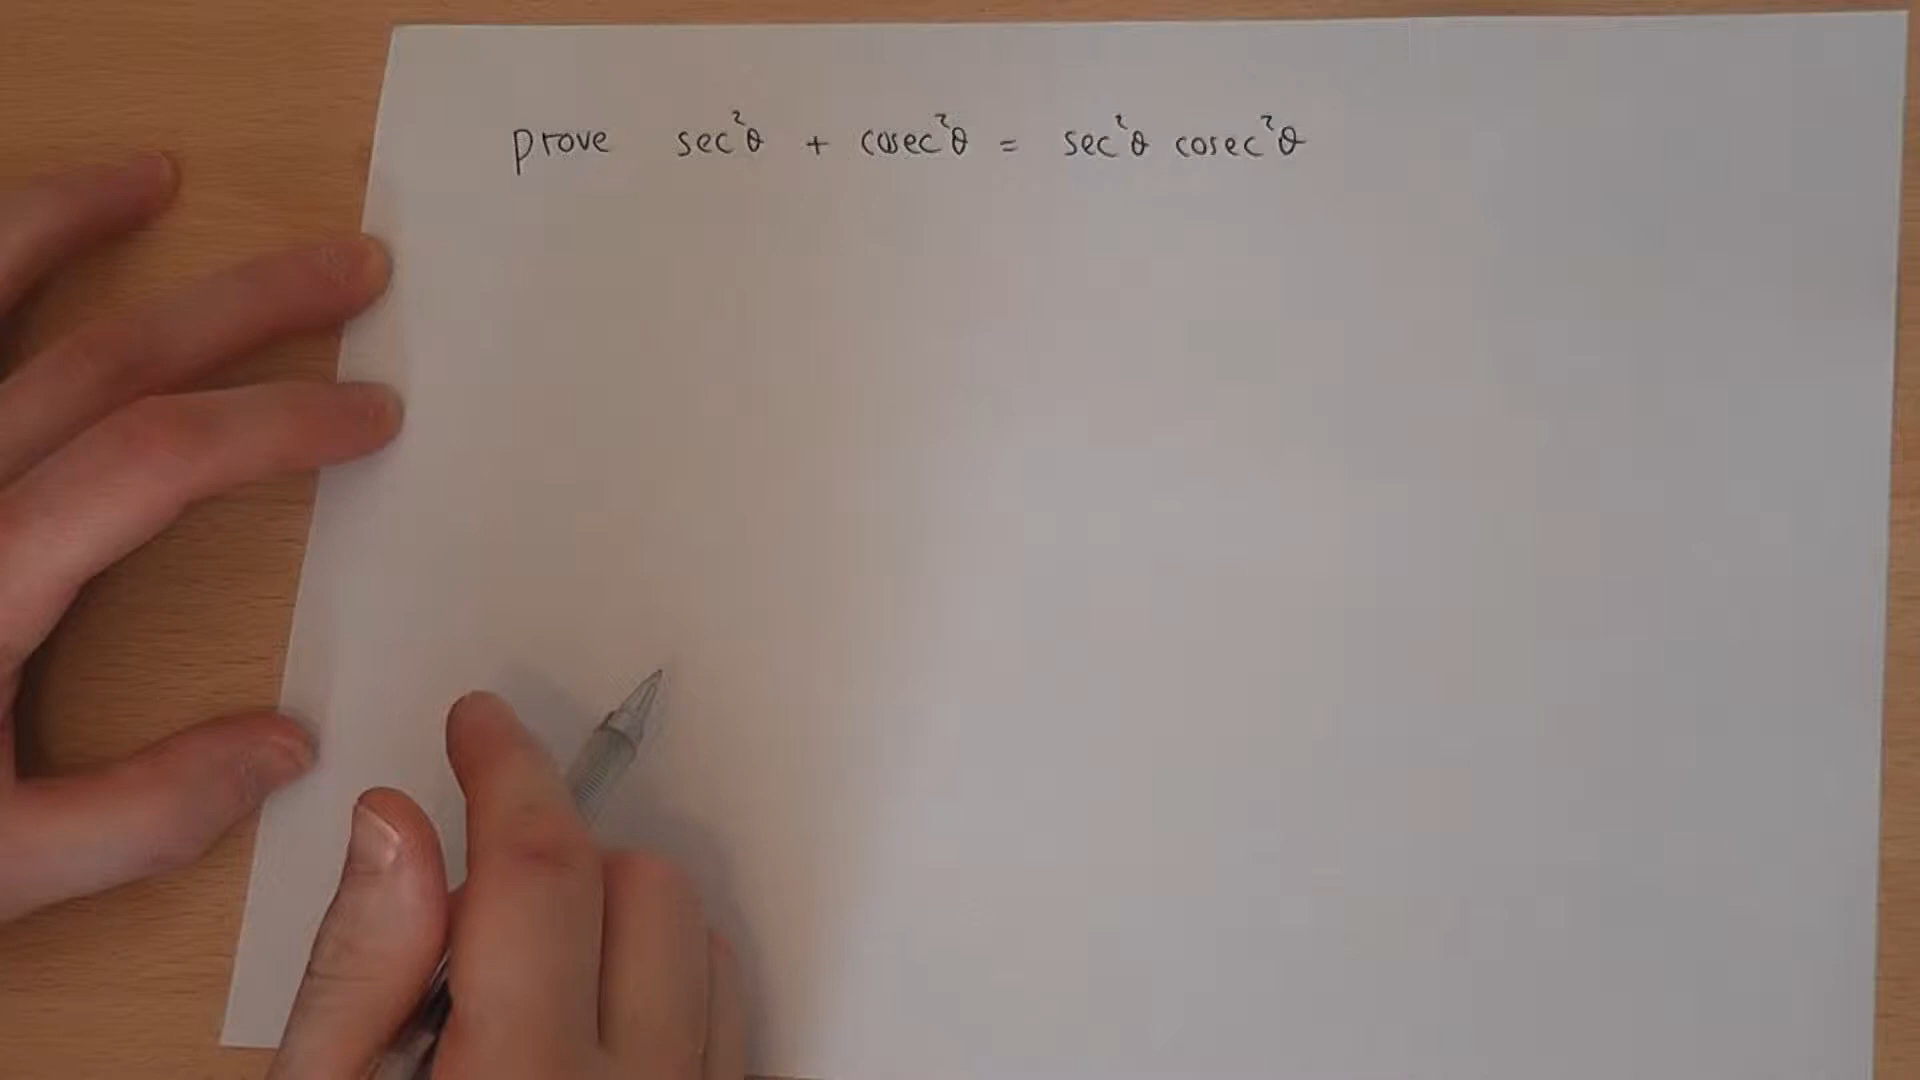 prove sec²θ + cosec²θ = sec²θ cosec²θ